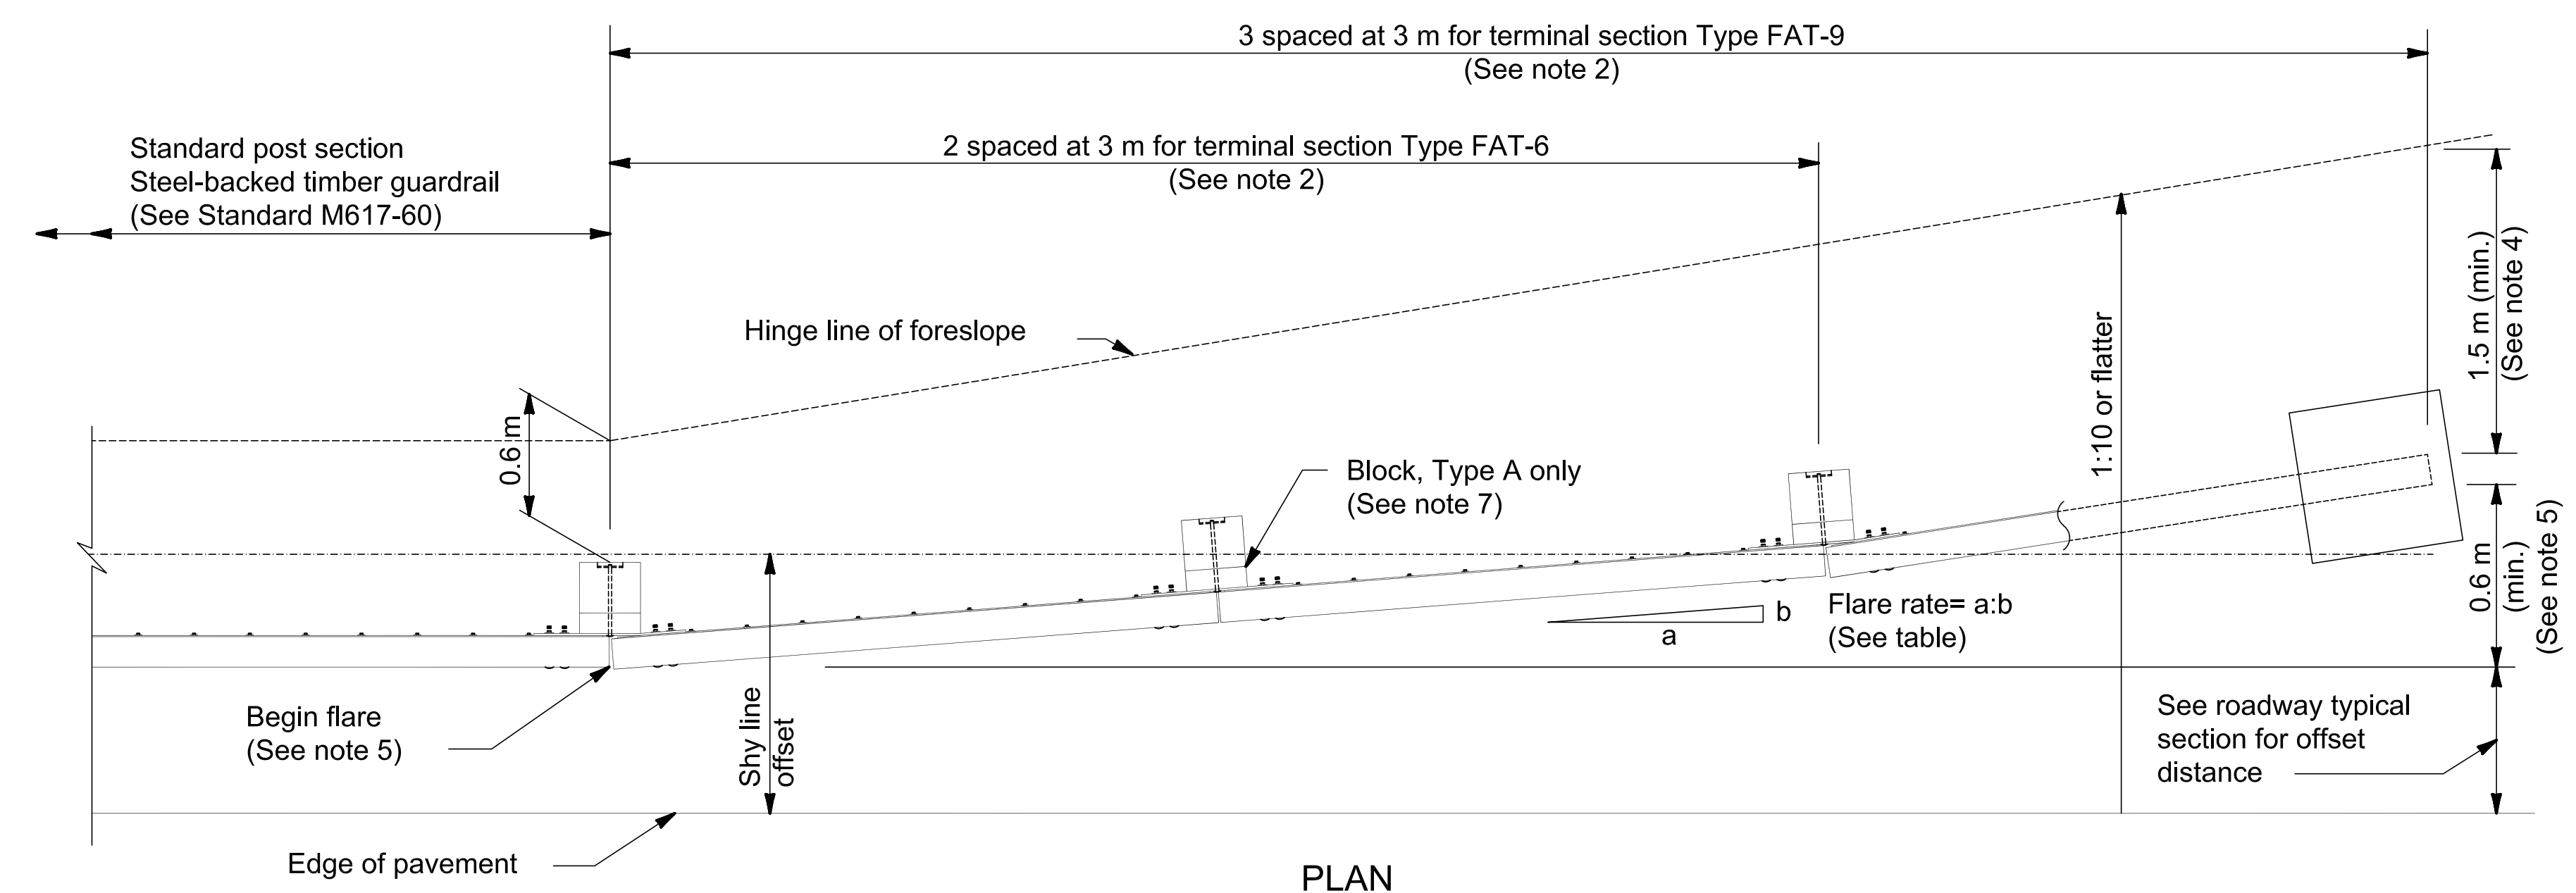 3 spaced at 3 m for terminal section Type FAT-9
(See note 2)
2 spaced at 3 m for terminal section Type FAT-6
(See note 2)
Standard post section
Steel-backed timber guardrail
(See Standard M617-60)
Hinge line of foreslope
0.6 m
Block, Type A only
(See note 7)
1:10 or flatter
1.5 m (min.)
(See note 4)
0.6 m
(min.)
(See note 5)
Flare rate= a:b
(See table)
a
b
Begin flare
(See note 5)
Shy line
offset
See roadway typical
section for offset
distance
Edge of pavement
PLAN